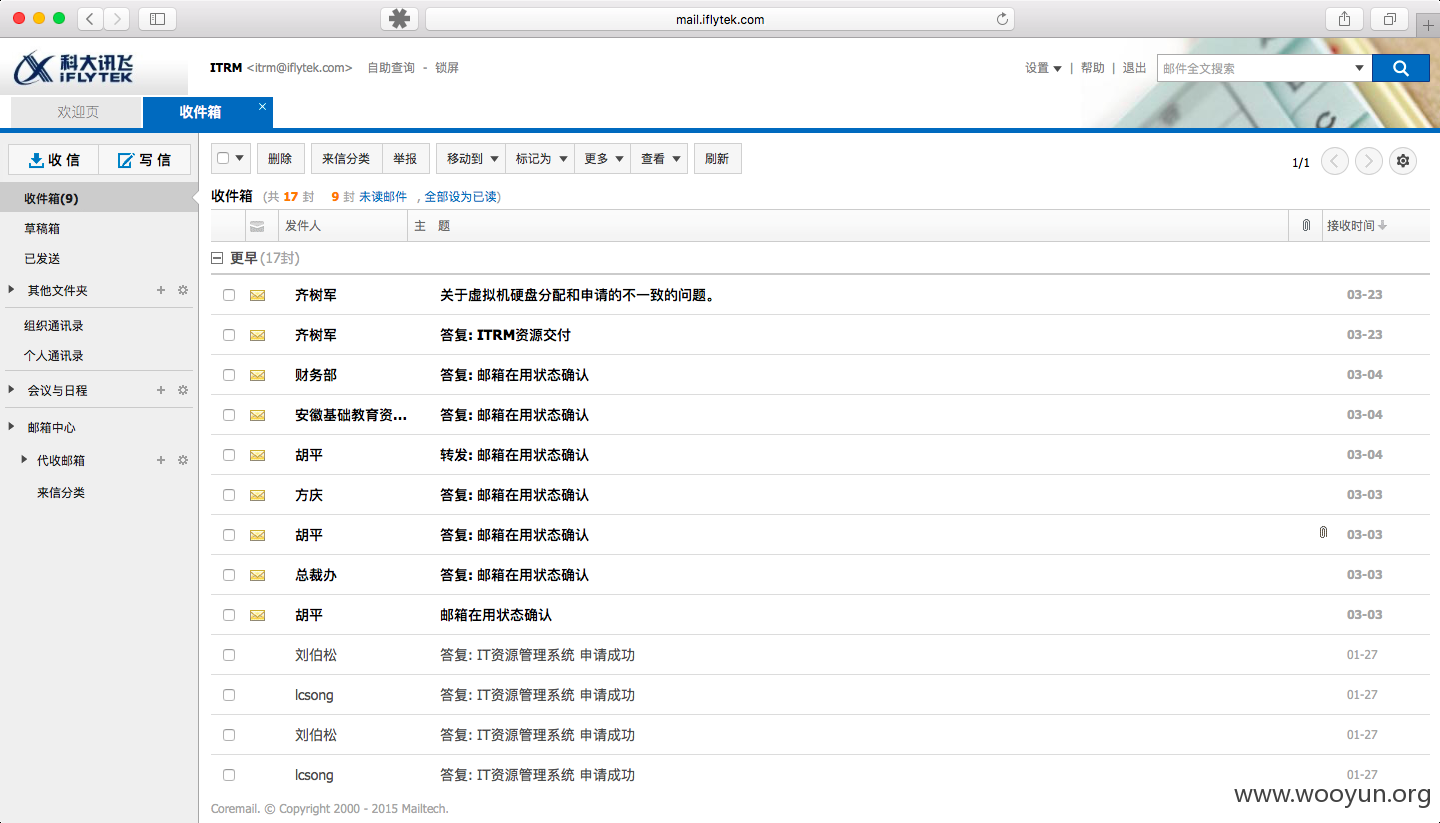 mail.iflytek.com
科大讯飞
iFLYTEK
ITRM <itrm@iflytek.com> 自助查询 - 锁屏
设置 | 帮助 | 退出
邮件全文搜索
欢迎页 收件箱
收信 写信
删除 来信分类 举报 移动到 标记为 更多 查看 刷新
1/1
收件箱(9)
草稿箱
已发送
其他文件夹
组织通讯录
个人通讯录
会议与日程
邮箱中心
代收邮箱
来信分类
收件箱 (共 17 封 9 封 未读邮件 , 全部设为已读)
发件人 主 题 接收时间
更早(17封)
齐树军 关于虚拟机硬盘分配和申请的不一致的问题。 03-23
齐树军 答复: ITRM资源交付 03-23
财务部 答复: 邮箱在用状态确认 03-04
安徽基础教育资... 答复: 邮箱在用状态确认 03-04
胡平 转发: 邮箱在用状态确认 03-04
方庆 答复: 邮箱在用状态确认 03-03
胡平 答复: 邮箱在用状态确认 03-03
总裁办 答复: 邮箱在用状态确认 03-03
胡平 邮箱在用状态确认 03-03
刘伯松 答复: IT资源管理系统 申请成功 01-27
lcsong 答复: IT资源管理系统 申请成功 01-27
刘伯松 答复: IT资源管理系统 申请成功 01-27
lcsong 答复: IT资源管理系统 申请成功 01-27
Coremail. © Copyright 2000 - 2015 Mailtech.
www.wooyun.org